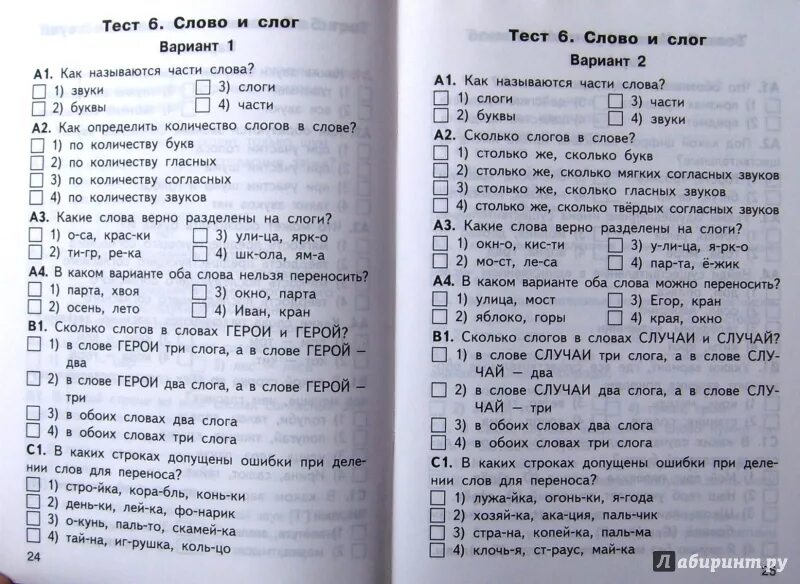 Тест 6. Слово и слог
Вариант 1
А1. Как называются части слова?
1) звуки
3) слоги
2) буквы
4) части
А2. Как определить количество слогов в слове?
1) по количеству букв
2) по количеству гласных
3) по количеству согласных
4) по количеству звуков
А3. Какие слова верно разделены на слоги?
1) о-са, крас-ки
3) ули-ца, ярк-о
2) ти-гр, ре-ка
4) шк-ола, ям-а
А4. В каком варианте оба слова нельзя переносить?
1) парта, хвоя
3) окно, парта
2) осень, лето
4) Иван, кран
В1. Сколько слогов в словах ГЕРОИ и ГЕРОЙ?
1) в слове ГЕРОИ три слога, а в слове ГЕРОЙ –
два
2) в слове ГЕРОИ два слога, а в слове ГЕРОЙ –
три
3) в обоих словах два слога
4) в обоих словах три слога
С1. В каких строках допущены ошибки при деле-
нии слов для переноса?
1) стро-йка, кора-бль, конь-ки
2) день-ки, лей-ка, фо-нарик
3) о-кунь, паль-то, скамей-ка
4) тай-на, иг-рушка, коль-цо
24
Тест 6. Слово и слог
Вариант 2
А1. Как называются части слова?
1) слоги
3) части
2) буквы
4) звуки
А2. Сколько слогов в слове?
1) столько же, сколько букв
2) столько же, сколько мягких согласных звуков
3) столько же, сколько гласных звуков
4) столько же, сколько твёрдых согласных звуков
А3. Какие слова верно разделены на слоги?
1) окн-о, кис-ти
3) у-ли-ца, я-рк-о
2) мо-ст, ле-са
4) пар-та, ё-жик
А4. В каком варианте оба слова можно переносить?
1) улица, мост
3) Егор, кран
2) яблоко, горы
4) края, окно
В1. Сколько слогов в словах СЛУЧАИ и СЛУЧАЙ?
1) в слове СЛУЧАИ три слога, а в слове СЛУ-
ЧАЙ – два
2) в слове СЛУЧАИ два слога, а в слове СЛУ-
ЧАЙ – три
3) в обоих словах два слога
4) в обоих словах три слога
С1. В каких строках допущены ошибки при деле-
нии слов для переноса?
1) лужа-йка, огонь-ки, я-года
2) хозяй-ка, ака-ция, паль-чик
3) стра-на, копей-ка, паль-ма
4) клочь-я, ст-раус, май-ка
25
Лабиринт.ру